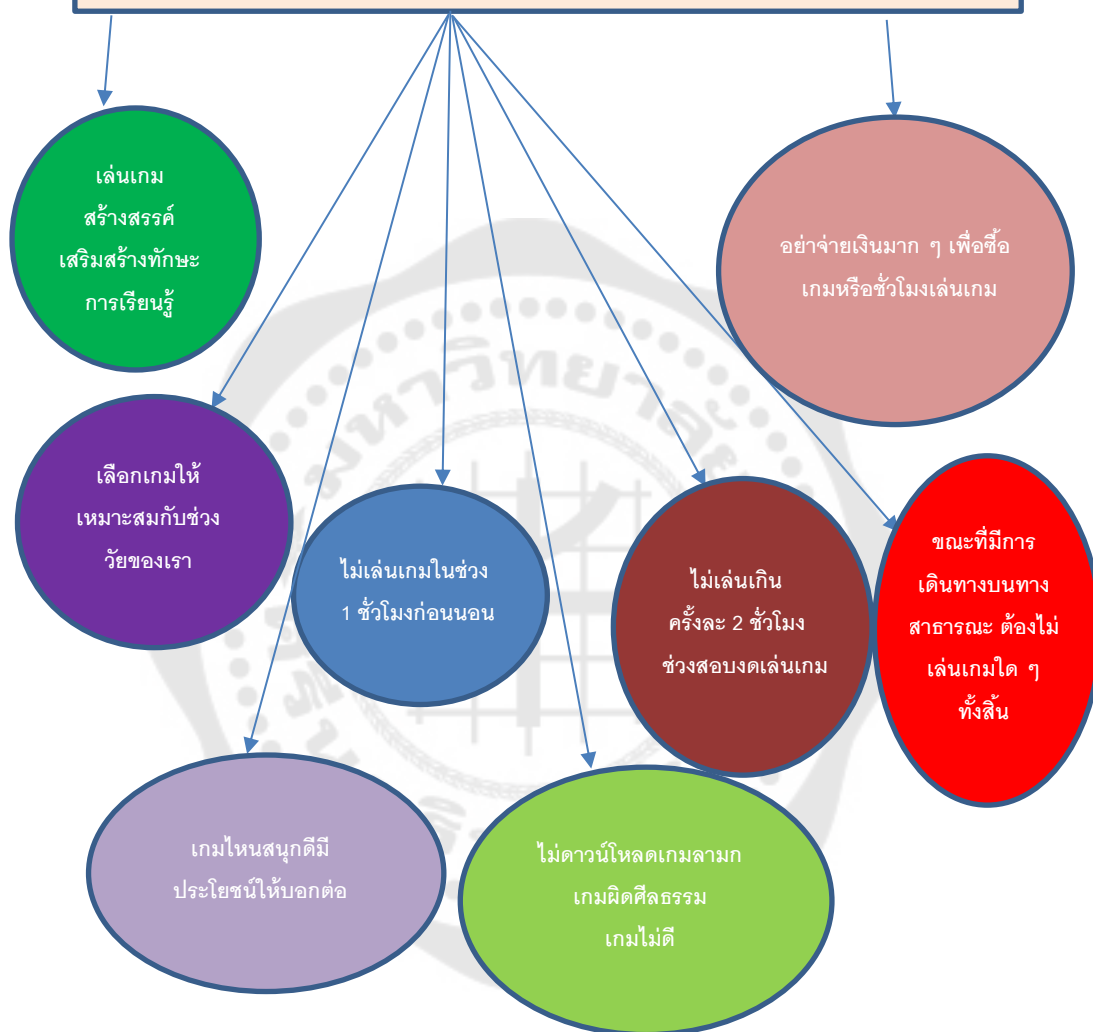 เล่นเกม
สร้างสรรค์
เสริมสร้างทักษะ
การเรียนรู้
อย่าจ่ายเงินมาก ๆ เพื่อซื้อ
เกมหรือชั่วโมงเล่นเกม
เลือกเกมให้
เหมาะสมกับช่วง
วัยของเรา
ไม่เล่นเกมในช่วง
1 ชั่วโมงก่อนนอน
ไม่เล่นเกิน
ครั้งละ 2 ชั่วโมง
ช่วงสอบงดเล่นเกม
ขณะที่มีการ
เดินทางบนทาง
สาธารณะ ต้องไม่
เล่นเกมใด ๆ
ทั้งสิ้น
เกมไหนสนุกดีมี
ประโยชน์ให้บอกต่อ
ไม่ดาวน์โหลดเกมลามก
เกมผิดศีลธรรม
เกมไม่ดี